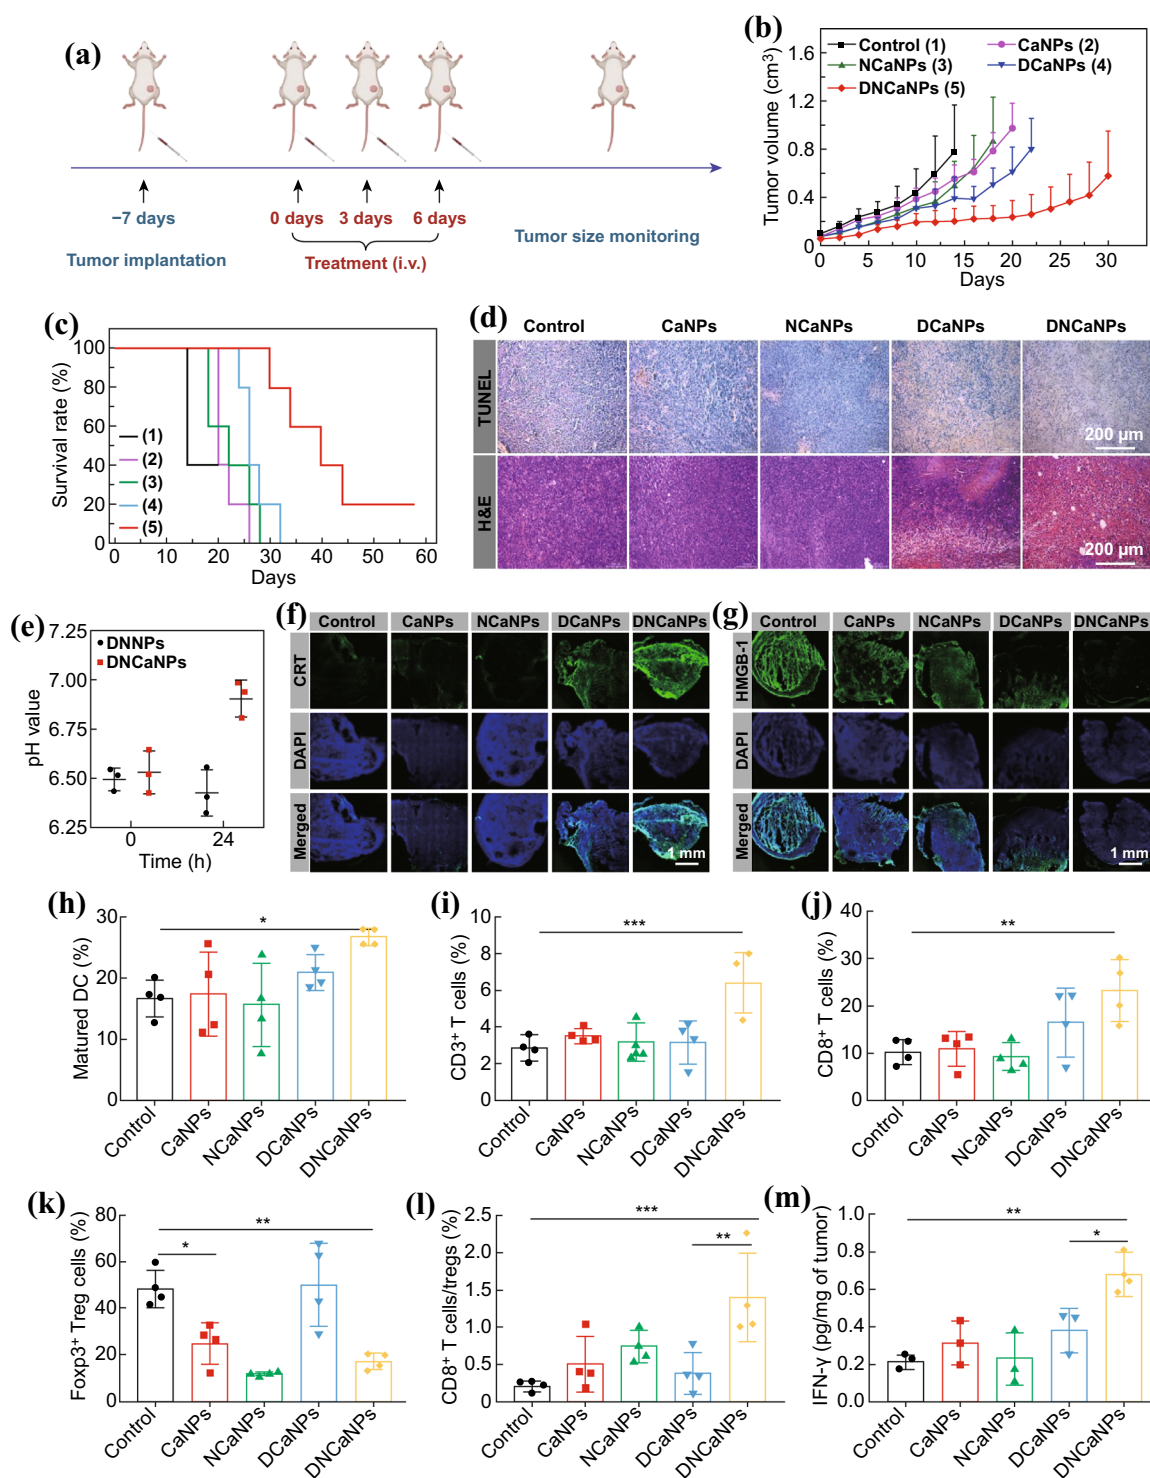 (a)
−7 days
0 days
3 days
6 days
Tumor implantation
Treatment (i.v.)
Tumor size monitoring
(b)
Tumor volume (cm³)
1.6
1.2
0.8
0.4
0 5 10 15 20 25 30
Days
Control (1)
CaNPs (2)
NCaNPs (3)
DCaNPs (4)
DNCaNPs (5)
(c)
Survival rate (%)
100
80
60
40
20
0
0 10 20 30 40 50 60
Days
(1)
(2)
(3)
(4)
(5)
(d)
Control CaNPs NCaNPs DCaNPs DNCaNPs
TUNEL
200 μm
H&E
200 μm
(e)
pH value
7.25
7.00
6.75
6.50
6.25
DNNPs
DNCaNPs
0 24
Time (h)
(f)
Control CaNPs NCaNPs DCaNPs DNCaNPs
CRT
DAPI
Merged
1 mm
(g)
Control CaNPs NCaNPs DCaNPs DNCaNPs
HMGB-1
DAPI
Merged
1 mm
(h)
Matured DC (%)
30
20
10
0
*
Control CaNPs NCaNPs DCaNPs DNCaNPs
(i)
CD3⁺ T cells (%)
10
8
6
4
2
0
***
Control CaNPs NCaNPs DCaNPs DNCaNPs
(j)
CD8⁺ T cells (%)
40
30
20
10
0
**
Control CaNPs NCaNPs DCaNPs DNCaNPs
(k)
Foxp3⁺ Treg cells (%)
80
60
40
20
0
**
*
Control CaNPs NCaNPs DCaNPs DNCaNPs
(l)
CD8⁺ T cells/tregs (%)
2.5
2.0
1.5
1.0
0.5
0.0
***
**
Control CaNPs NCaNPs DCaNPs DNCaNPs
(m)
IFN-γ (pg/mg of tumor)
1.0
0.8
0.6
0.4
0.2
0.0
**
*
Control CaNPs NCaNPs DCaNPs DNCaNPs